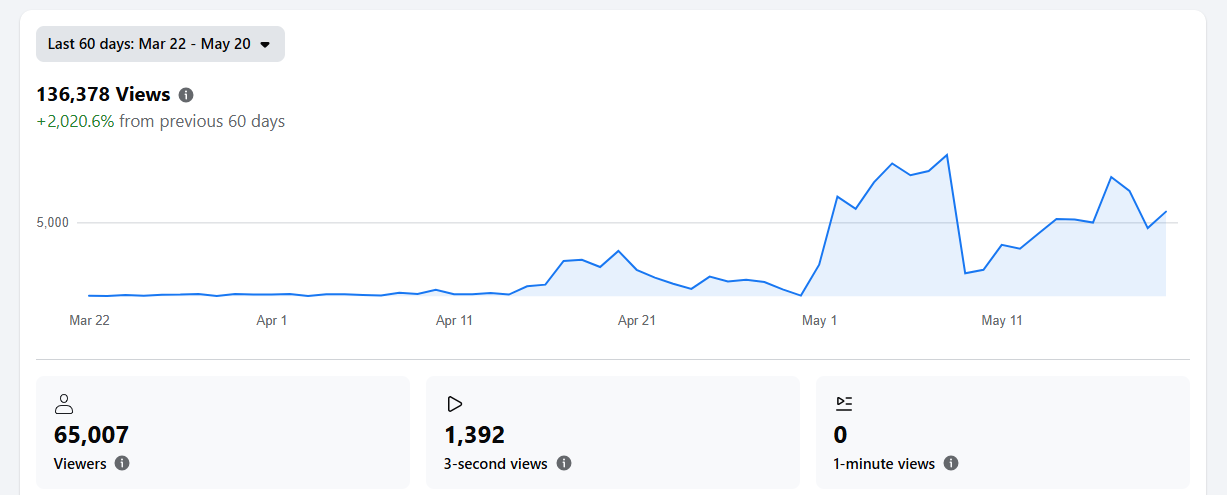 Last 60 days: Mar 22 - May 20
136,378 Views
+2,020.6% from previous 60 days
5,000
Mar 22 Apr 1 Apr 11 Apr 21 May 1 May 11
65,007 1,392 0
Viewers 3-second views 1-minute views